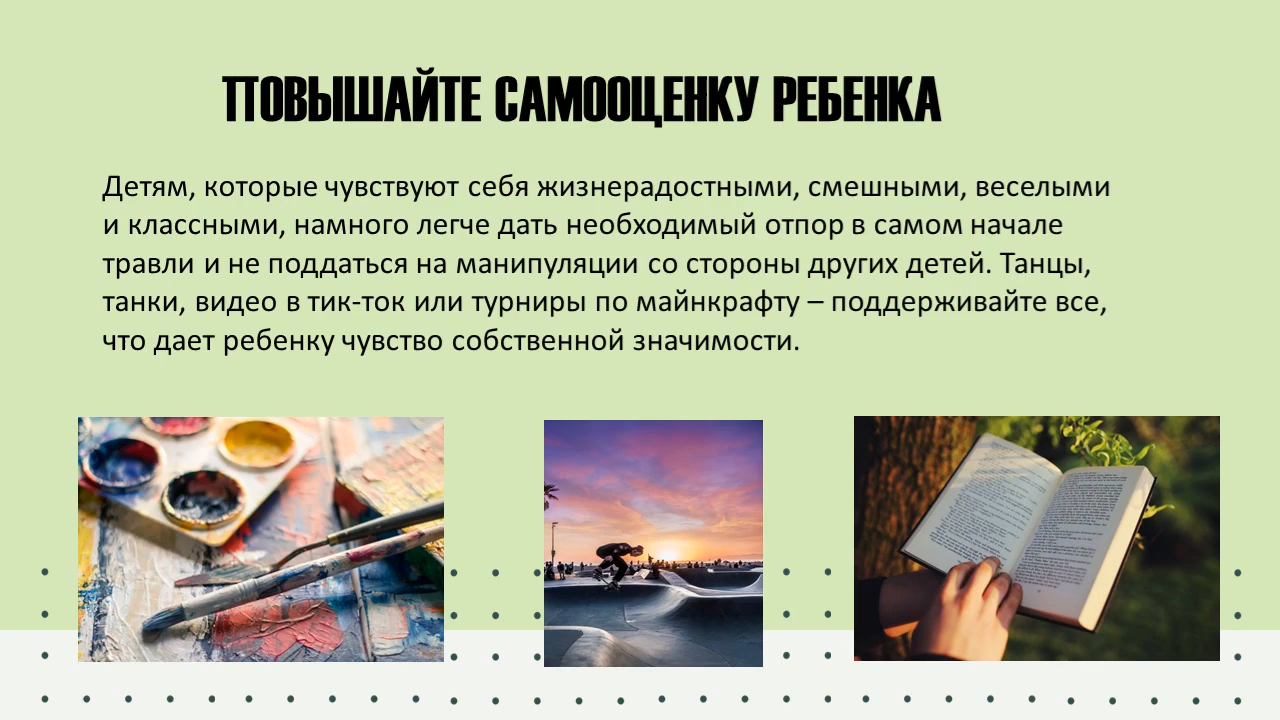 ПОВЫШАЙТЕ САМООЦЕНКУ РЕБЕНКА
Детям, которые чувствуют себя жизнерадостными, смешными, веселыми
и классными, намного легче дать необходимый отпор в самом начале
травли и не поддаться на манипуляции со стороны других детей. Танцы,
танки, видео в тик-ток или турниры по майнкрафту – поддерживайте все,
что дает ребенку чувство собственной значимости.